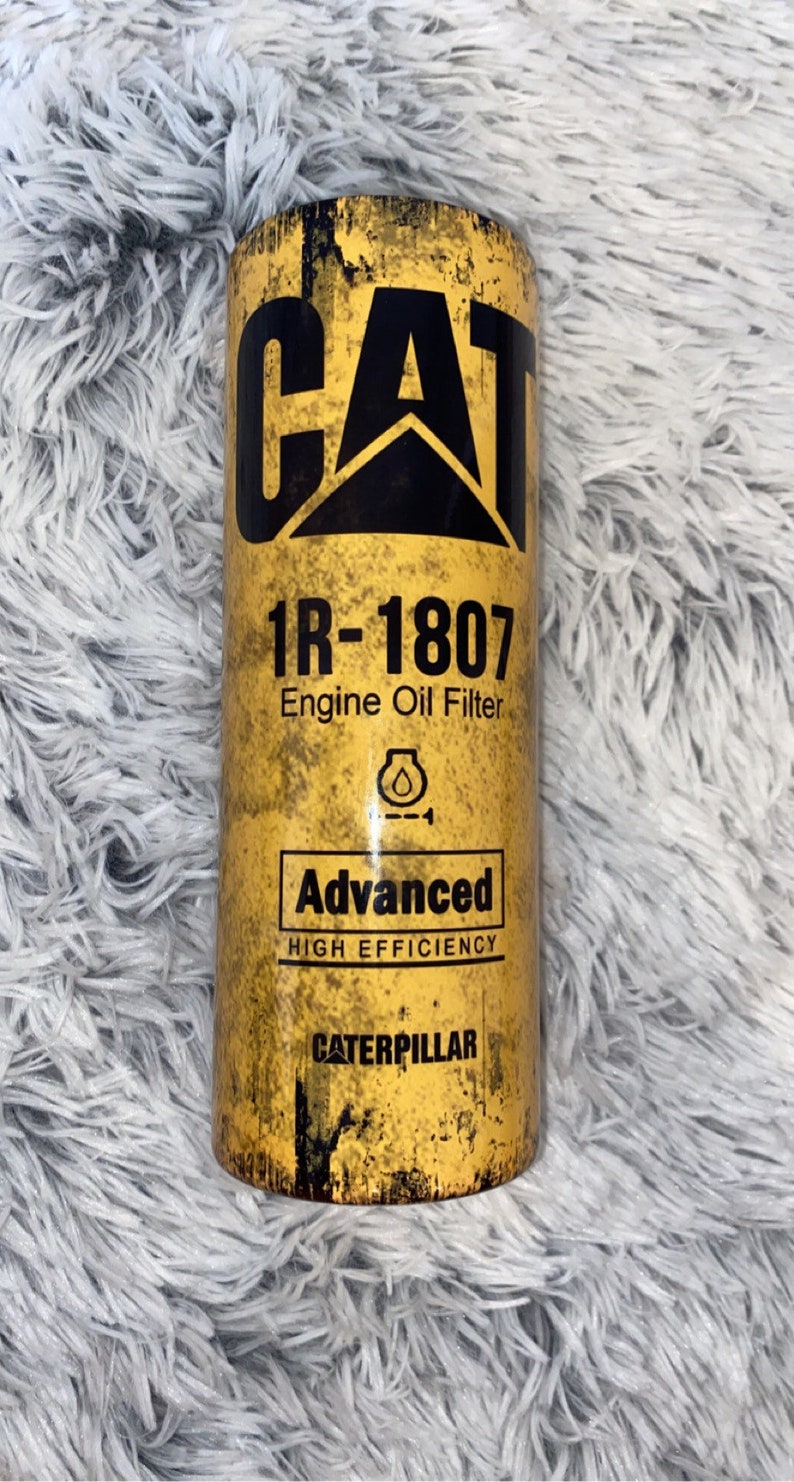 CAT
1R-1807
Engine Oil Filter
Advanced
HIGH EFFICIENCY
CATERPILLAR